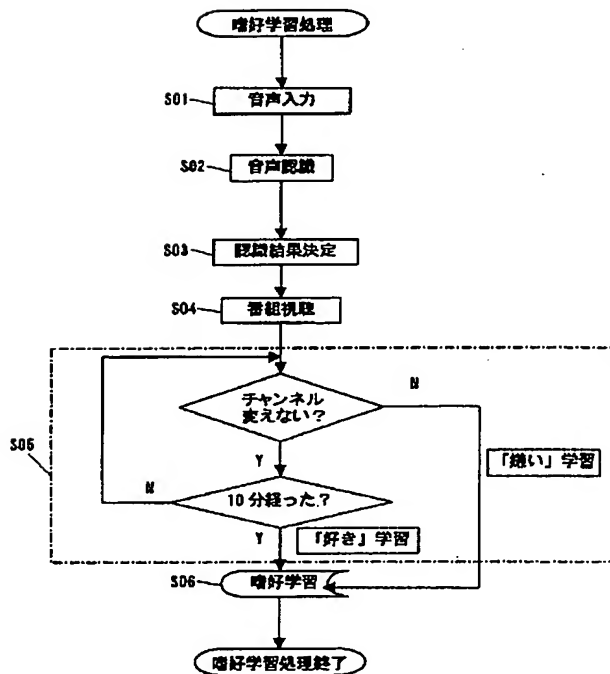 嗜好学習処理
S01
音声入力
S02
音声認識
S03
認識結果決定
S04
番組視聴
S05
チャンネル
変えない?
N
Y
「嫌い」学習
N
10分経った?
Y
「好き」学習
S06
嗜好学習
嗜好学習処理終了